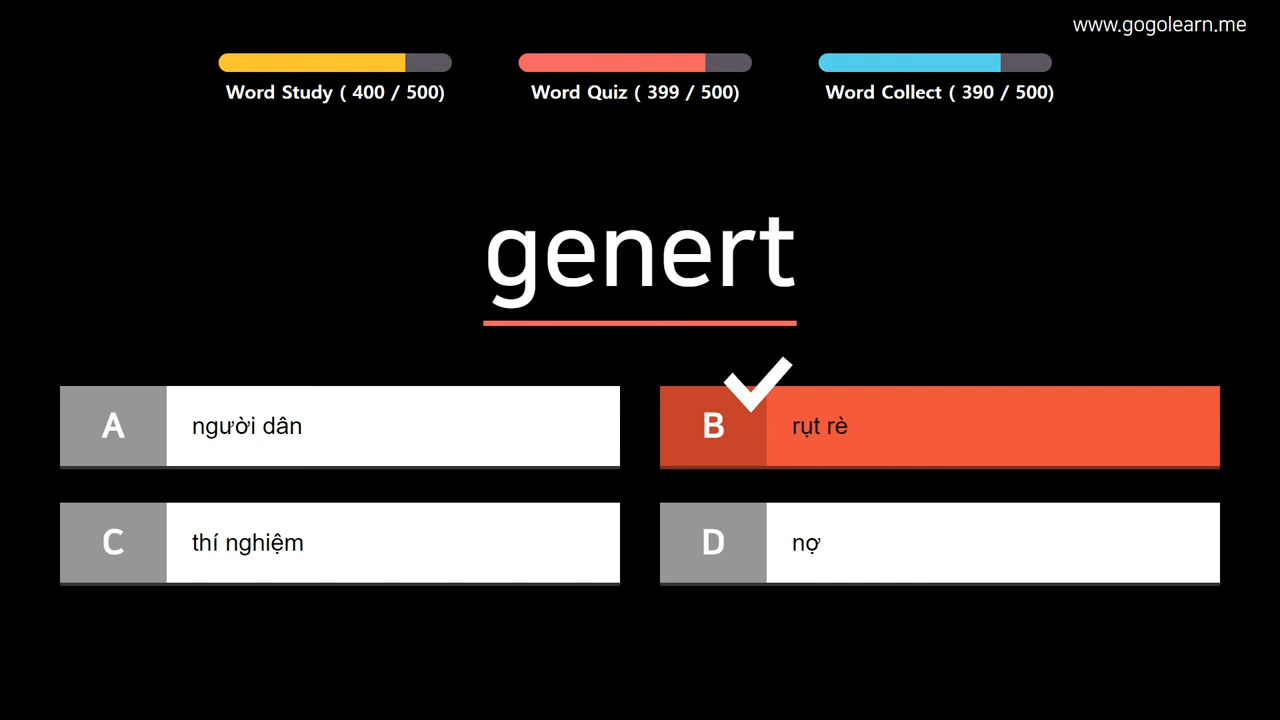 www.gogolearn.me
Word Study ( 400 / 500)
Word Quiz ( 399 / 500)
Word Collect ( 390 / 500)
genert
A
người dân
B
rụt rè
C
thí nghiệm
D
nợ